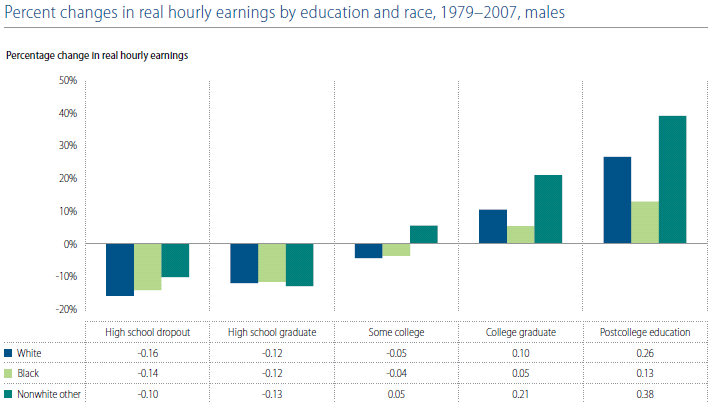 Percent changes in real hourly earnings by education and race, 1979–2007, males
Percentage change in real hourly earnings
50%
40%
30%
20%
10%
0%
-10%
-20%
High school dropout High school graduate Some college College graduate Postcollege education
White -0.16 -0.12 -0.05 0.10 0.26
Black -0.14 -0.12 -0.04 0.05 0.13
Nonwhite other -0.10 -0.13 0.05 0.21 0.38